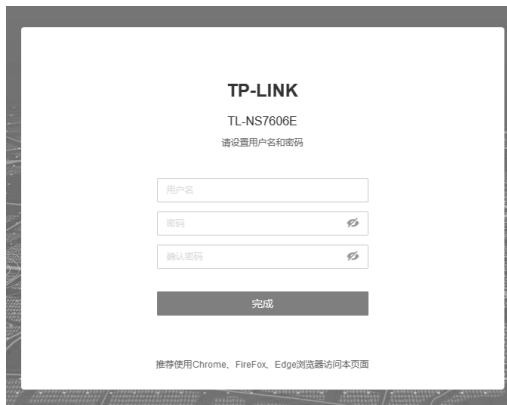 TP-LINK
TL-NS7606E
请设置用户名和密码
用户名
密码
确认密码
完成
推荐使用Chrome、FireFox、Edge浏览器访问本页面